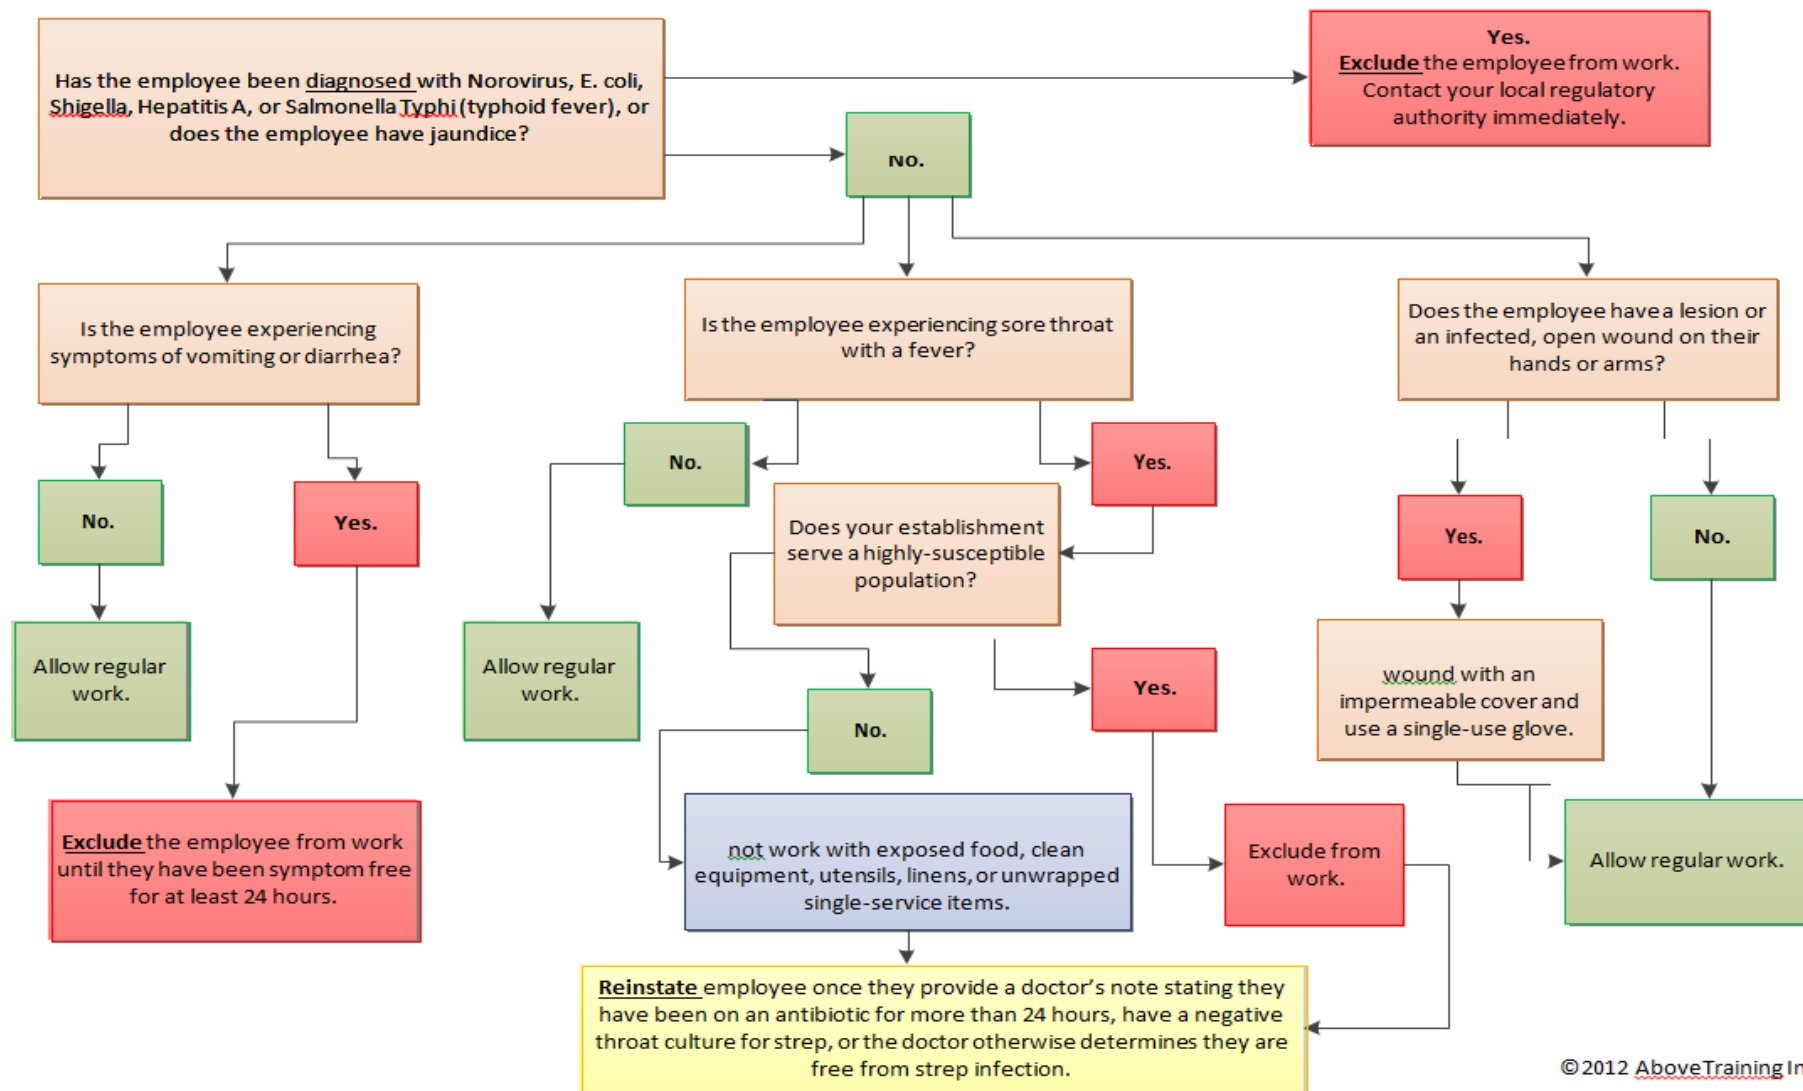 Has the employee been diagnosed with Norovirus, E. coli,
Shigella, Hepatitis A, or Salmonella Typhi (typhoid fever), or
does the employee have jaundice?
Yes.
Exclude the employee from work.
Contact your local regulatory
authority immediately.
No.
Is the employee experiencing
symptoms of vomiting or diarrhea?
Is the employee experiencing sore throat
with a fever?
Does the employee have a lesion or
an infected, open wound on their
hands or arms?
No.
Yes.
No.
Yes.
Yes.
No.
Does your establishment
serve a highly-susceptible
population?
Allow regular
work.
Allow regular
work.
No.
Yes.
wound with an
impermeable cover and
use a single-use glove.
Exclude the employee from work
until they have been symptom free
for at least 24 hours.
not work with exposed food, clean
equipment, utensils, linens, or unwrapped
single-service items.
Exclude from
work.
Allow regular work.
Reinstate employee once they provide a doctor's note stating they
have been on an antibiotic for more than 24 hours, have a negative
throat culture for strep, or the doctor otherwise determines they are
free from strep infection.
©2012 AboveTraining In